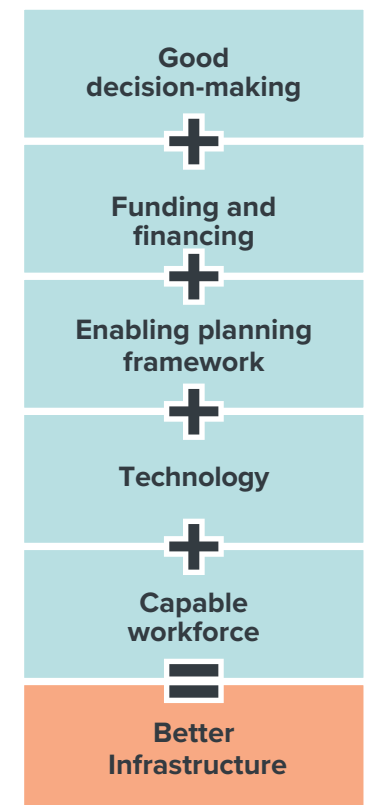 Good
decision-making
+
Funding and
financing
+
Enabling planning
framework
+
Technology
+
Capable
workforce
=
Better
Infrastructure